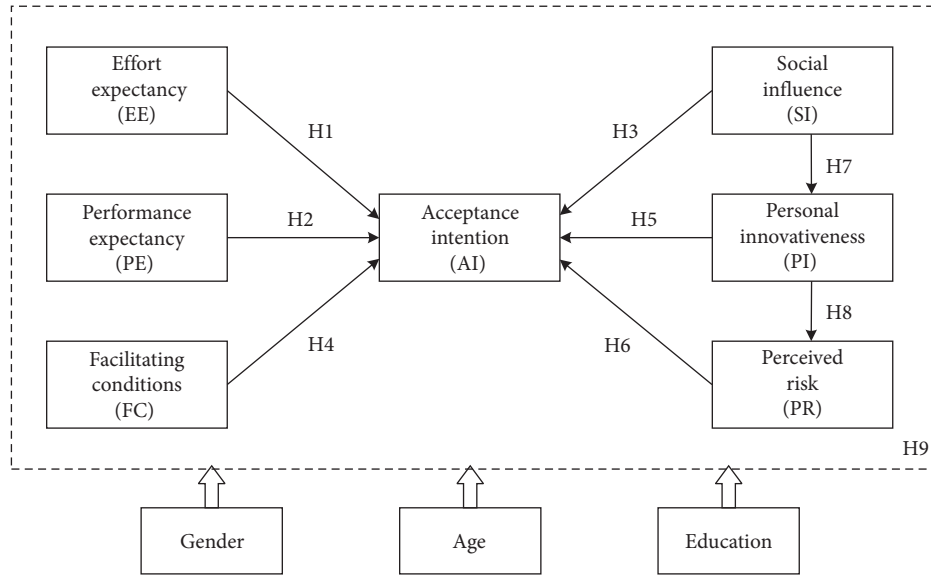 Effort
expectancy
(EE)
Social
influence
(SI)
H1
H3
H7
Performance
expectancy
(PE)
H2
Acceptance
intention
(AI)
H5
Personal
innovativeness
(PI)
H8
H4
H6
Facilitating
conditions
(FC)
Perceived
risk
(PR)
H9
Gender
Age
Education